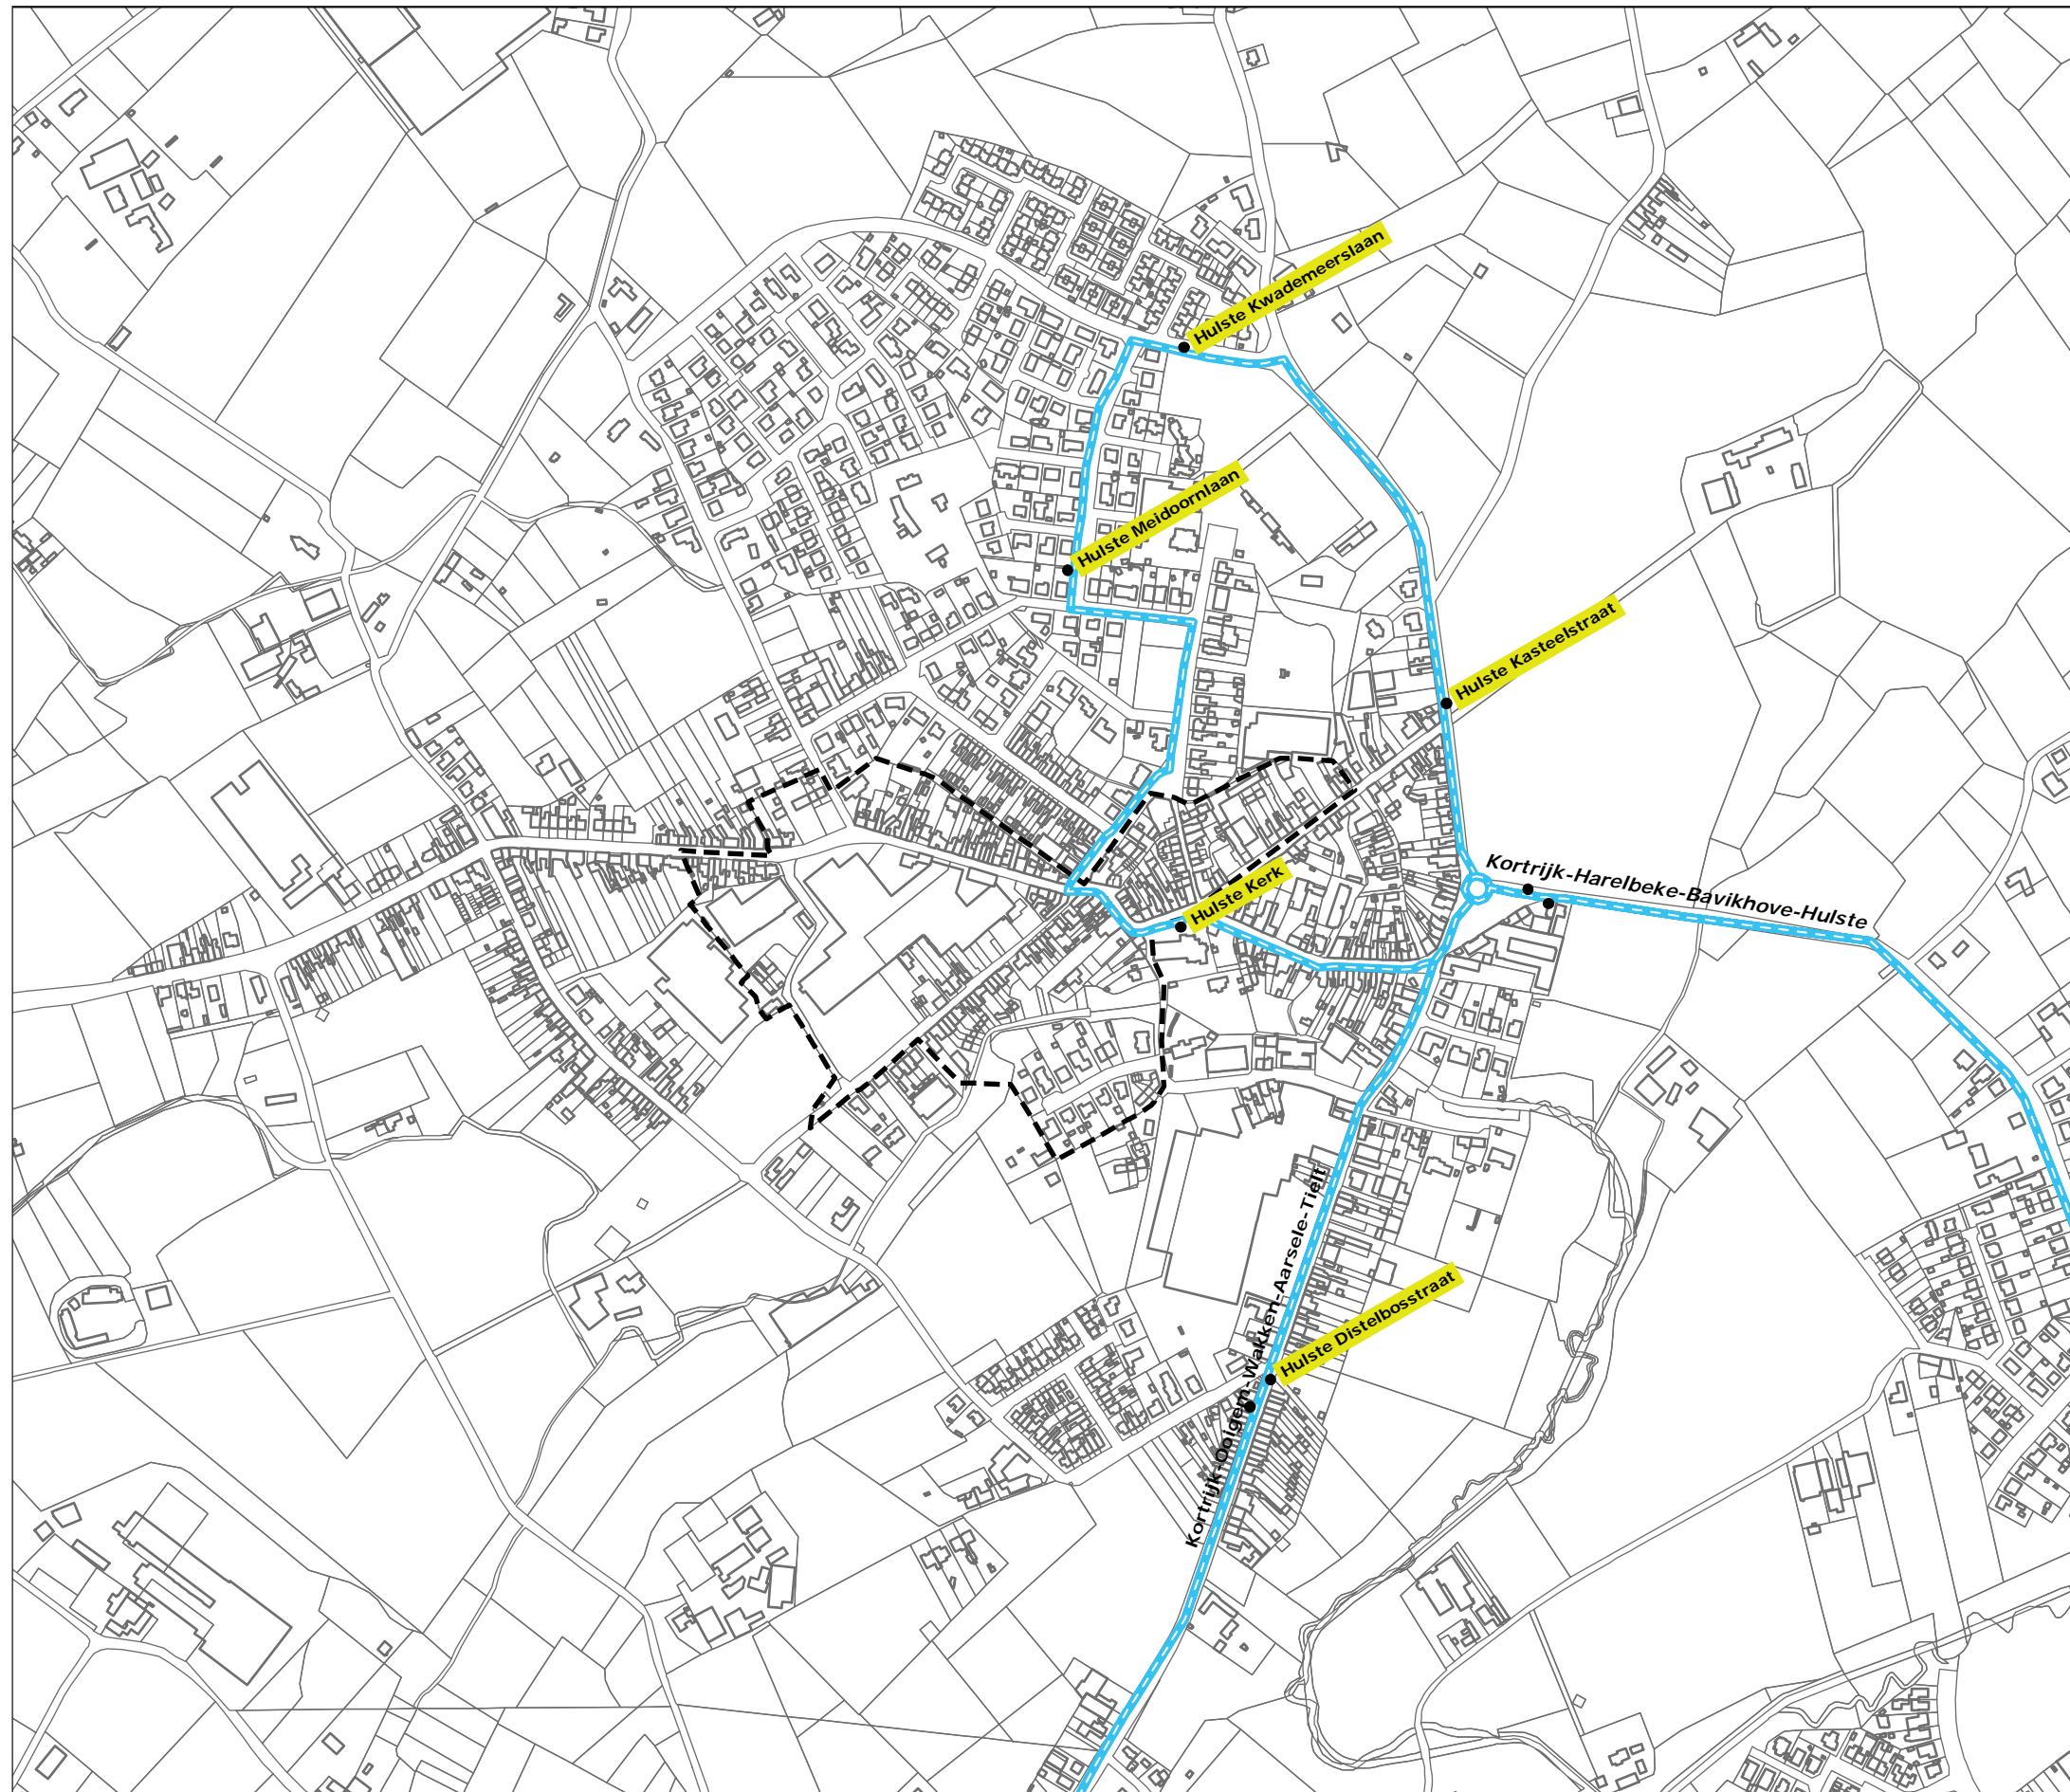 Hulste Kwademeerslaan
Hulste Meidoornlaan
Hulste Kasteelstraat
Kortrijk-Harelbeke-Bavikhove-Hulste
Hulste Kerk
Kortrijk-Ooigem-Wakken-Aarsele-Tielt
Hulste Distelbosstraat